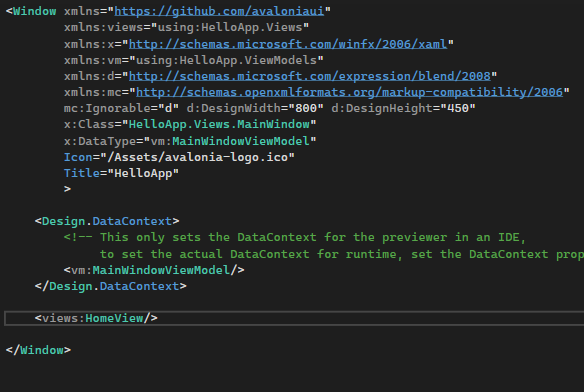 <Window xmlns="https://github.com/avaloniaui"
xmlns:views="using:HelloApp.Views"
xmlns:x="http://schemas.microsoft.com/winfx/2006/xaml"
xmlns:vm="using:HelloApp.ViewModels"
xmlns:d="http://schemas.microsoft.com/expression/blend/2008"
xmlns:mc="http://schemas.openxmlformats.org/markup-compatibility/2006"
mc:Ignorable="d" d:DesignWidth="800" d:DesignHeight="450"
x:Class="HelloApp.Views.MainWindow"
x:DataType="vm:MainWindowViewModel"
Icon="/Assets/avalonia-logo.ico"
Title="HelloApp"
>
<Design.DataContext>
<!-- This only sets the DataContext for the previewer in an IDE,
to set the actual DataContext for runtime, set the DataContext prop
<vm:MainWindowViewModel/>
</Design.DataContext>
<views:HomeView/>
</Window>